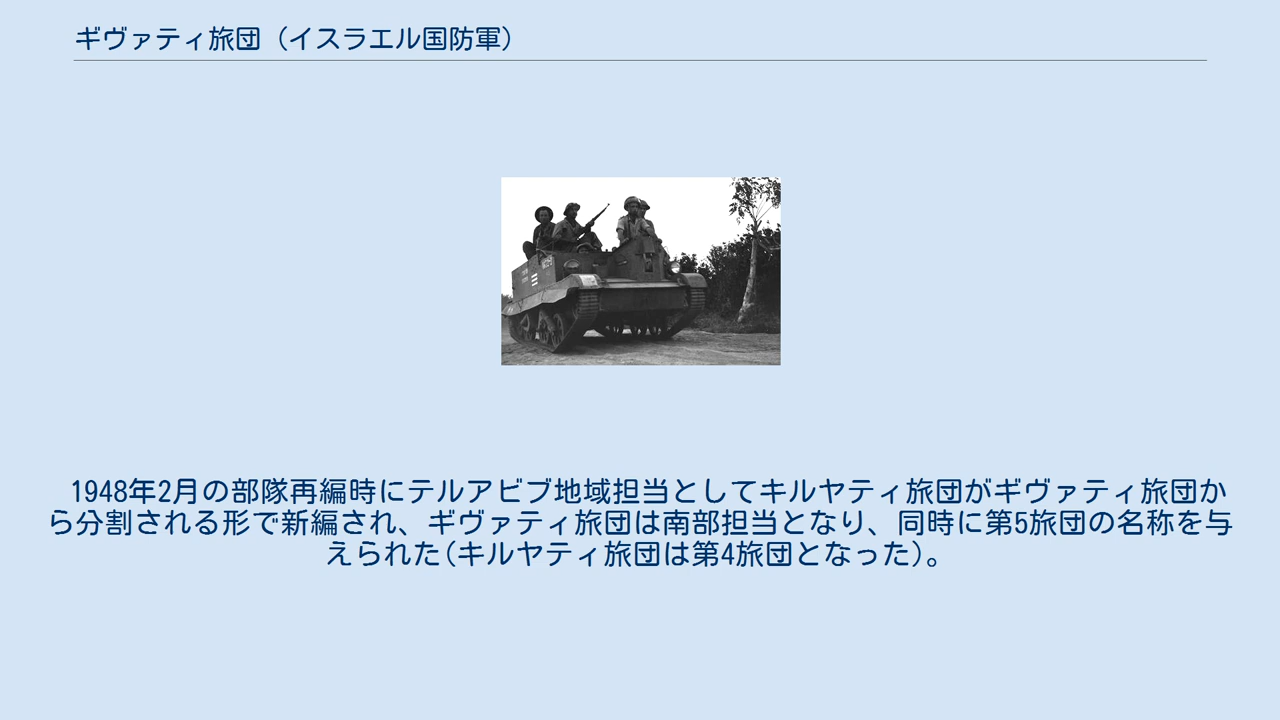 ギヴァティ旅団（イスラエル国防軍）
1948年2月の部隊再編時にテルアビブ地域担当としてキルヤティ旅団がギヴァティ旅団か
ら分割される形で新編され、ギヴァティ旅団は南部担当となり、同時に第5旅団の名称を与
えられた(キルヤティ旅団は第4旅団となった)。